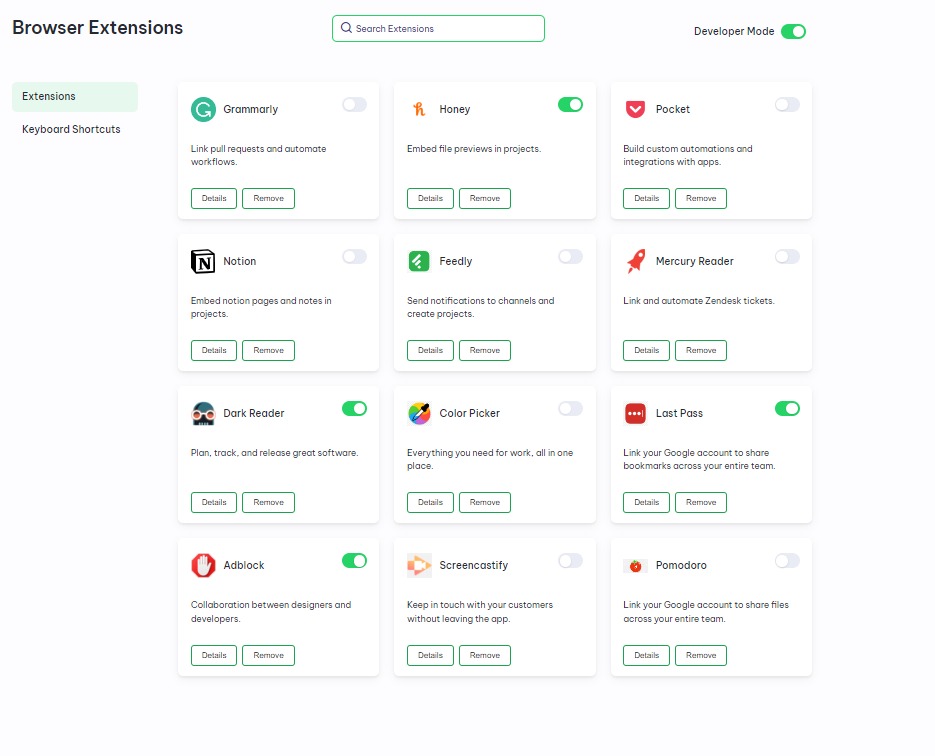 Browser Extensions
Search Extensions
Developer Mode
Extensions
Keyboard Shortcuts
Grammarly
Link pull requests and automate
workflows.
Details
Remove
Honey
Embed file previews in projects.
Details
Remove
Pocket
Build custom automations and
integrations with apps.
Details
Remove
Notion
Embed notion pages and notes in
projects.
Details
Remove
Feedly
Send notifications to channels and
create projects.
Details
Remove
Mercury Reader
Link and automate Zendesk tickets.
Details
Remove
Dark Reader
Plan, track, and release great software.
Details
Remove
Color Picker
Everything you need for work, all in one
place.
Details
Remove
Last Pass
Link your Google account to share
bookmarks across your entire team.
Details
Remove
Adblock
Collaboration between designers and
developers.
Details
Remove
Screencastify
Keep in touch with your customers
without leaving the app.
Details
Remove
Pomodoro
Link your Google account to share files
across your entire team.
Details
Remove